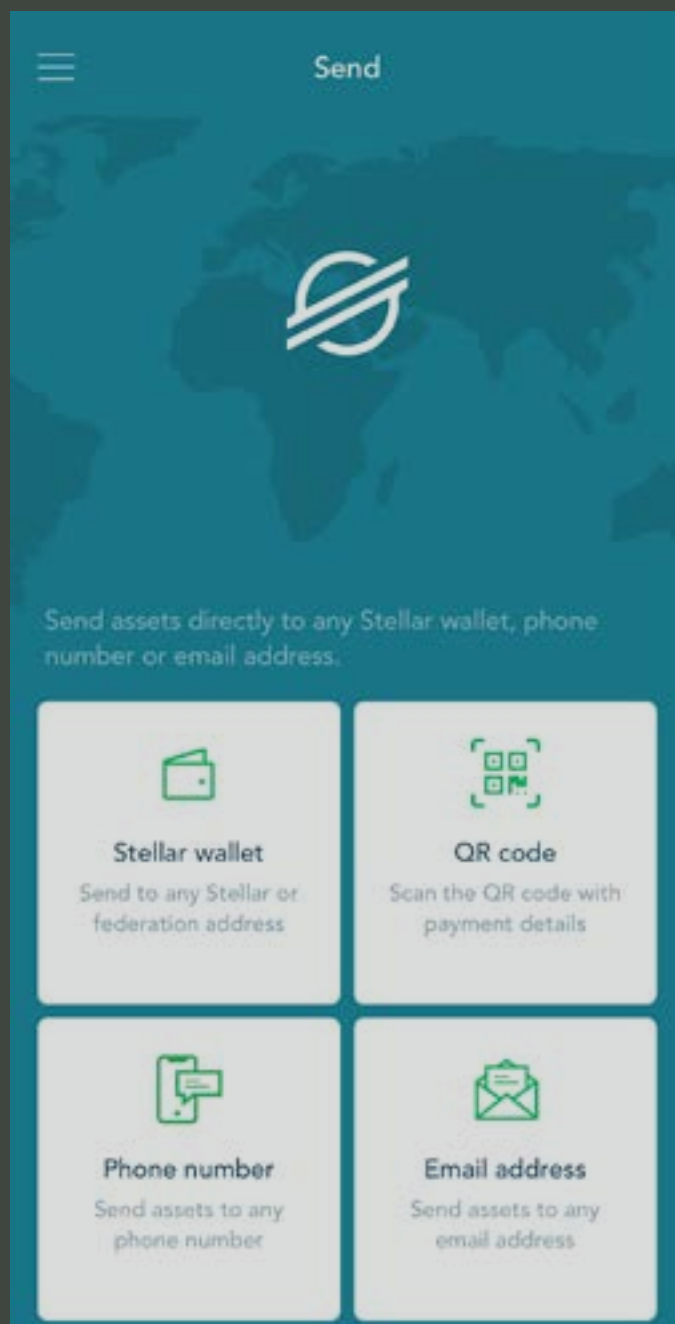 Send
Send assets directly to any Stellar wallet, phone
number or email address.
Stellar wallet
Send to any Stellar or
federation address
QR code
Scan the QR code with
payment details
Phone number
Send assets to any
phone number
Email address
Send assets to any
email address